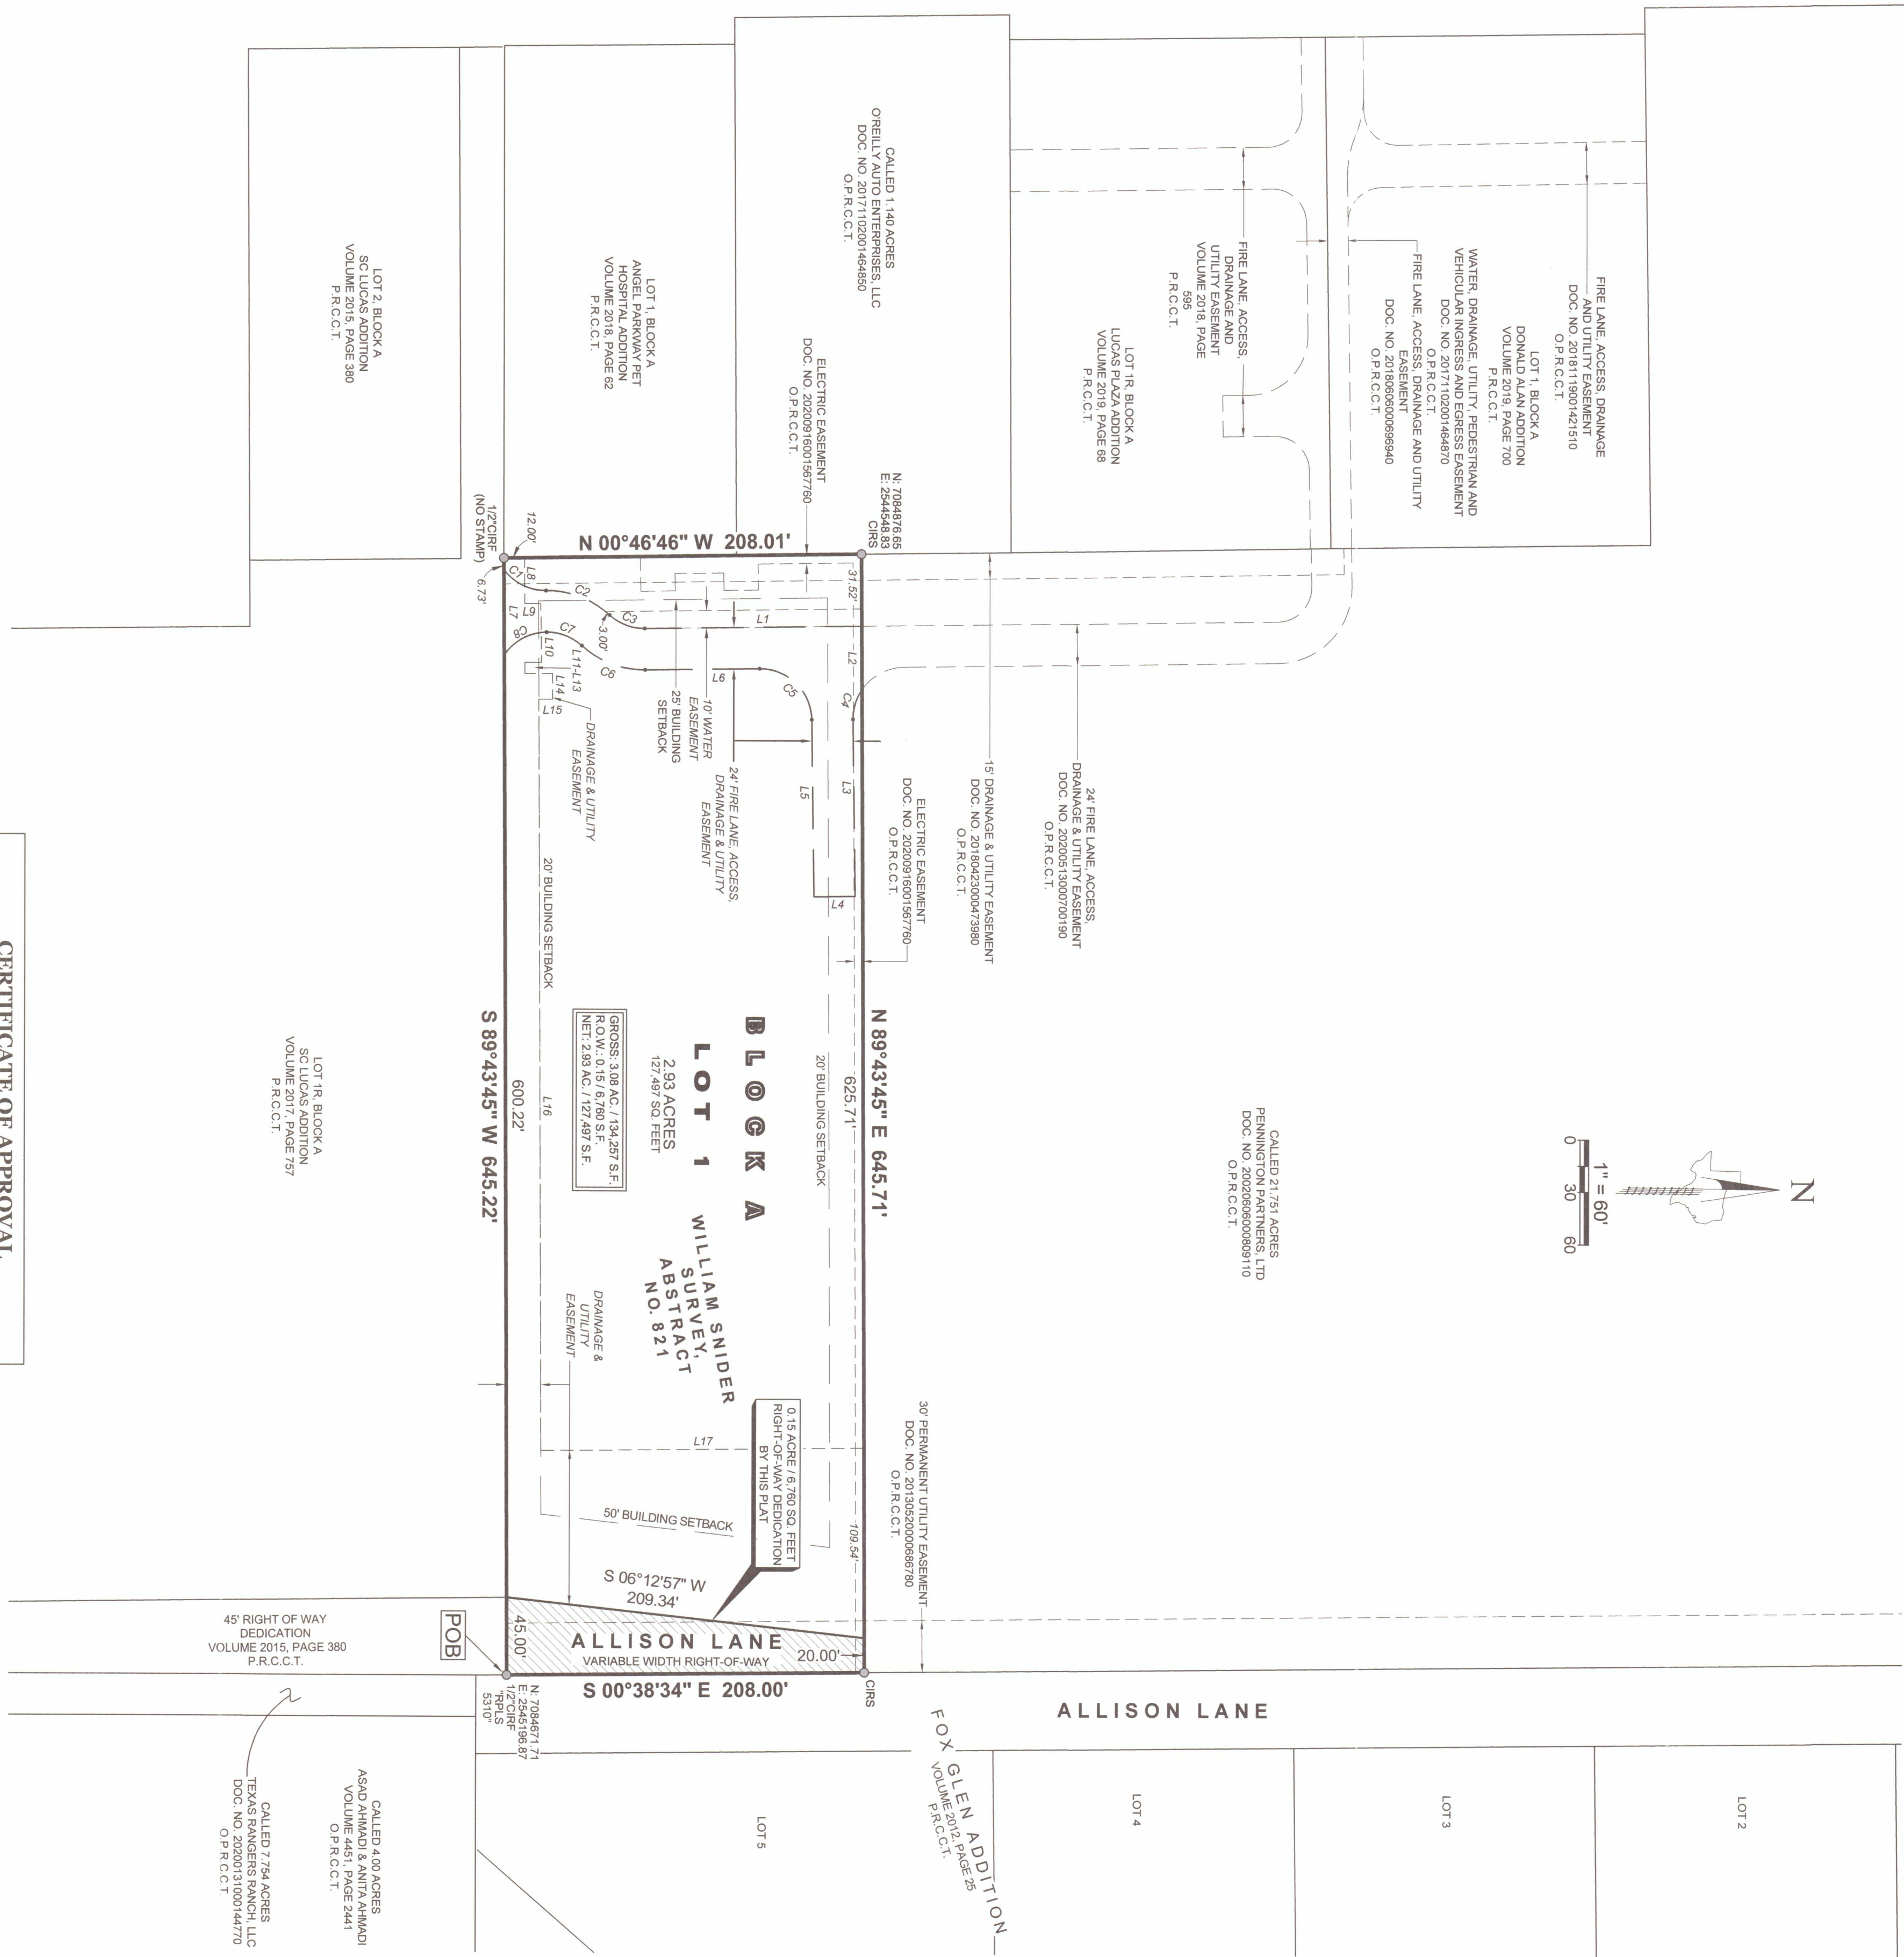 FIRE LANE, ACCESS, DRAINAGE
AND UTILITY EASEMENT
DOC. NO. 20181119001421510
O.P.R.C.C.T.
LOT 1, BLOCK A
DONALD ALAN ADDITION
VOLUME 2019, PAGE 700
P.R.C.C.T.
WATER, DRAINAGE, UTILITY, PEDESTRIAN AND
VEHICULAR INGRESS AND EGRESS EASEMENT
DOC. NO. 20171102001464870
O.P.R.C.C.T.
FIRE LANE, ACCESS, DRAINAGE AND UTILITY
EASEMENT
DOC. NO. 20180606000696940
O.P.R.C.C.T.
FIRE LANE, ACCESS,
DRAINAGE AND
UTILITY EASEMENT
VOLUME 2018, PAGE
595
P.R.C.C.T.
LOT 1R, BLOCK A
LUCAS PLAZA ADDITION
VOLUME 2019, PAGE 68
P.R.C.C.T.
CALLED 1.140 ACRES
O'REILLY AUTO ENTERPRISES, LLC
DOC. NO. 20171102001464850
O.P.R.C.C.T.
ELECTRIC EASEMENT
DOC. NO. 20200916001567760
O.P.R.C.C.T.
LOT 1, BLOCK A
ANGEL PARKWAY PET
HOSPITAL ADDITION
VOLUME 2018, PAGE 62
P.R.C.C.T.
LOT 2, BLOCK A
SC LUCAS ADDITION
VOLUME 2015, PAGE 380
P.R.C.C.T.
N
1" = 60'
0
30
60
CALLED 21.751 ACRES
PENNINGTON PARTNERS, LTD
DOC. NO. 20020606000809110
O.P.R.C.C.T.
24' FIRE LANE, ACCESS,
DRAINAGE & UTILITY EASEMENT
DOC. NO. 20200513000700190
O.P.R.C.C.T.
15' DRAINAGE & UTILITY EASEMENT
DOC. NO. 20180423000473980
O.P.R.C.C.T.
ELECTRIC EASEMENT
DOC. NO. 20200916001567760
O.P.R.C.C.T.
30' PERMANENT UTILITY EASEMENT
DOC. NO. 20130520000686780
O.P.R.C.C.T.
N: 7084876.65
E: 2544548.83
CIRS
N 89°43'45" E 645.71'
625.71'
CIRS
31.52'
L2
C4
L3
L4
109.54'
20' BUILDING SETBACK
N 00°46'46" W 208.01'
L1
L5
C5
L6
24' FIRE LANE, ACCESS,
DRAINAGE & UTILITY
EASEMENT
10' WATER
EASEMENT
25' BUILDING
SETBACK
C3
3.00'
C2
C6
C7
L11-L13
L10
L9
L8
C1
L7
C8
L14
L15
12.00'
6.73'
1/2"CIRF
(NO STAMP)
DRAINAGE & UTILITY
EASEMENT
20' BUILDING SETBACK
BLOCK A
LOT 1
2.93 ACRES
127,497 SQ. FEET
GROSS: 3.08 AC. / 134,257 S.F.
R.O.W.: 0.15 / 6,760 S.F.
NET: 2.93 AC. / 127,497 S.F.
WILLIAM SNIDER
SURVEY,
ABSTRACT
NO. 821
DRAINAGE &
UTILITY
EASEMENT
L16
L17
50' BUILDING SETBACK
0.15 ACRE / 6,760 SQ. FEET
RIGHT-OF-WAY DEDICATION
BY THIS PLAT
S 06°12'57" W
209.34'
600.22'
S 89°43'45" W 645.22'
45.00'
ALLISON LANE
VARIABLE WIDTH RIGHT-OF-WAY
20.00'
S 00°38'34" E 208.00'
N: 7084671.71
E: 2545196.87
1/2"CIRF
"RPLS
5310"
POB
45' RIGHT OF WAY
DEDICATION
VOLUME 2015, PAGE 380
P.R.C.C.T.
LOT 1R, BLOCK A
SC LUCAS ADDITION
VOLUME 2017, PAGE 757
P.R.C.C.T.
ALLISON LANE
FOX GLEN ADDITION
VOLUME 2012, PAGE 25
P.R.C.C.T.
LOT 2
LOT 3
LOT 4
LOT 5
CALLED 4.00 ACRES
ASAD AHMADI & ANITA AHMADI
VOLUME 4451, PAGE 2441
O.P.R.C.C.T.
CALLED 7.754 ACRES
TEXAS RANGERS RANCH, LLC
DOC. NO. 20200131000144770
O.P.R.C.C.T.
CERTIFICATE OF APPROVAL